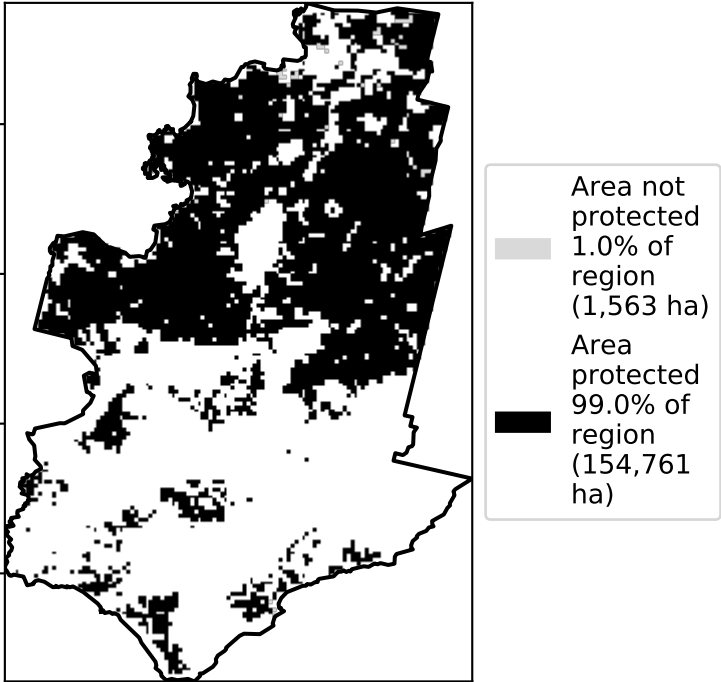 Area not
protected
1.0% of
region
(1,563 ha)
Area
protected
99.0% of
region
(154,761
ha)